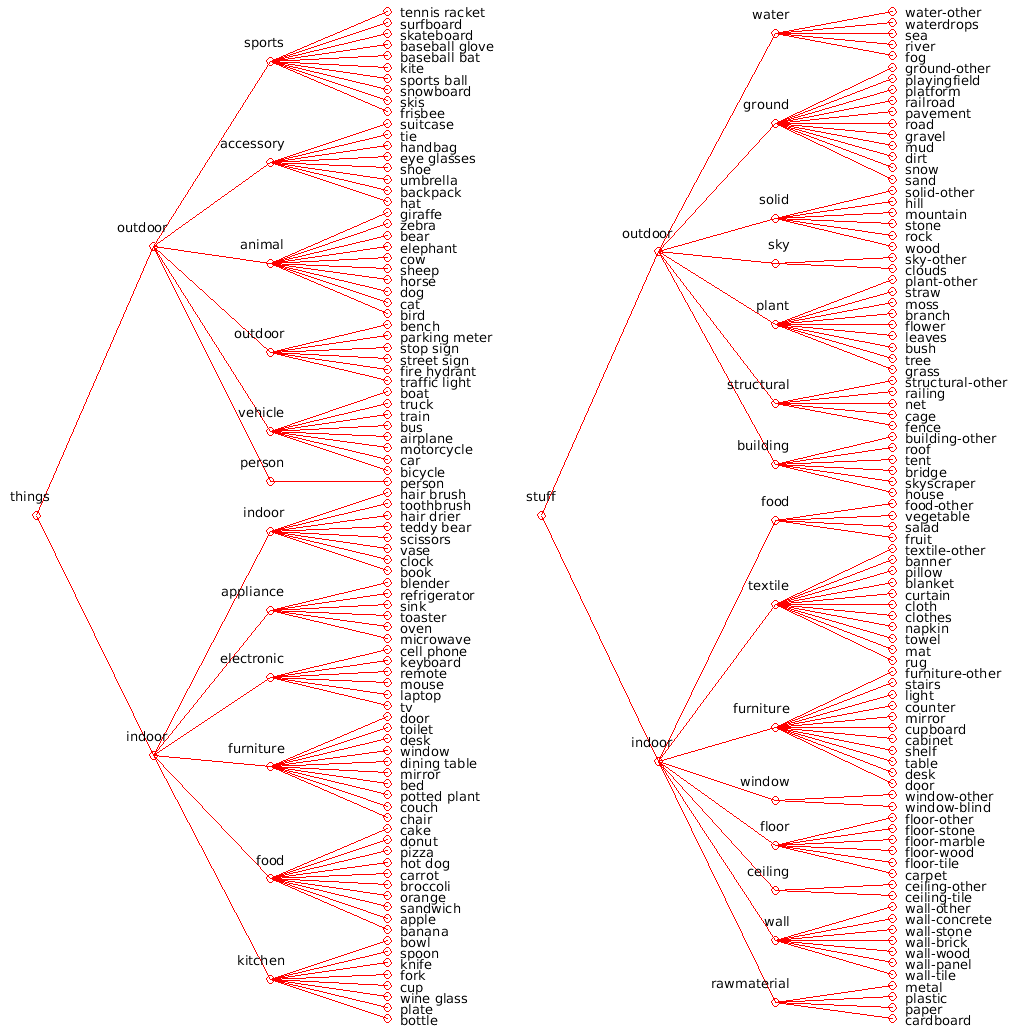 things
outdoor
sports
tennis racket
surfboard
skateboard
baseball glove
baseball bat
kite
sports ball
snowboard
skis
frisbee
accessory
suitcase
tie
handbag
eye glasses
shoe
umbrella
backpack
hat
animal
giraffe
zebra
bear
elephant
cow
sheep
horse
dog
cat
bird
outdoor
bench
parking meter
stop sign
street sign
fire hydrant
traffic light
vehicle
boat
truck
train
bus
airplane
motorcycle
car
bicycle
person
person
indoor
indoor
hair brush
toothbrush
hair drier
teddy bear
scissors
vase
clock
book
appliance
blender
refrigerator
sink
toaster
oven
microwave
electronic
cell phone
keyboard
remote
mouse
laptop
tv
furniture
door
toilet
desk
window
dining table
mirror
bed
potted plant
couch
chair
food
cake
donut
pizza
hot dog
carrot
broccoli
orange
sandwich
apple
banana
kitchen
bowl
spoon
knife
fork
cup
wine glass
plate
bottle
stuff
outdoor
water
water-other
waterdrops
sea
river
fog
ground
ground-other
playingfield
platform
railroad
pavement
road
gravel
mud
dirt
snow
sand
solid
solid-other
hill
mountain
stone
rock
wood
sky
sky-other
clouds
plant
plant-other
straw
moss
branch
flower
leaves
bush
tree
grass
structural
structural-other
railing
net
cage
fence
building
building-other
roof
tent
bridge
skyscraper
house
indoor
food
food-other
vegetable
salad
fruit
textile
textile-other
banner
pillow
blanket
curtain
cloth
clothes
napkin
towel
mat
rug
furniture
furniture-other
stairs
light
counter
mirror
cupboard
cabinet
shelf
table
desk
door
window
window-other
window-blind
floor
floor-other
floor-stone
floor-marble
floor-wood
floor-tile
carpet
ceiling
ceiling-other
ceiling-tile
wall
wall-other
wall-concrete
wall-stone
wall-brick
wall-wood
wall-panel
wall-tile
rawmaterial
metal
plastic
paper
cardboard